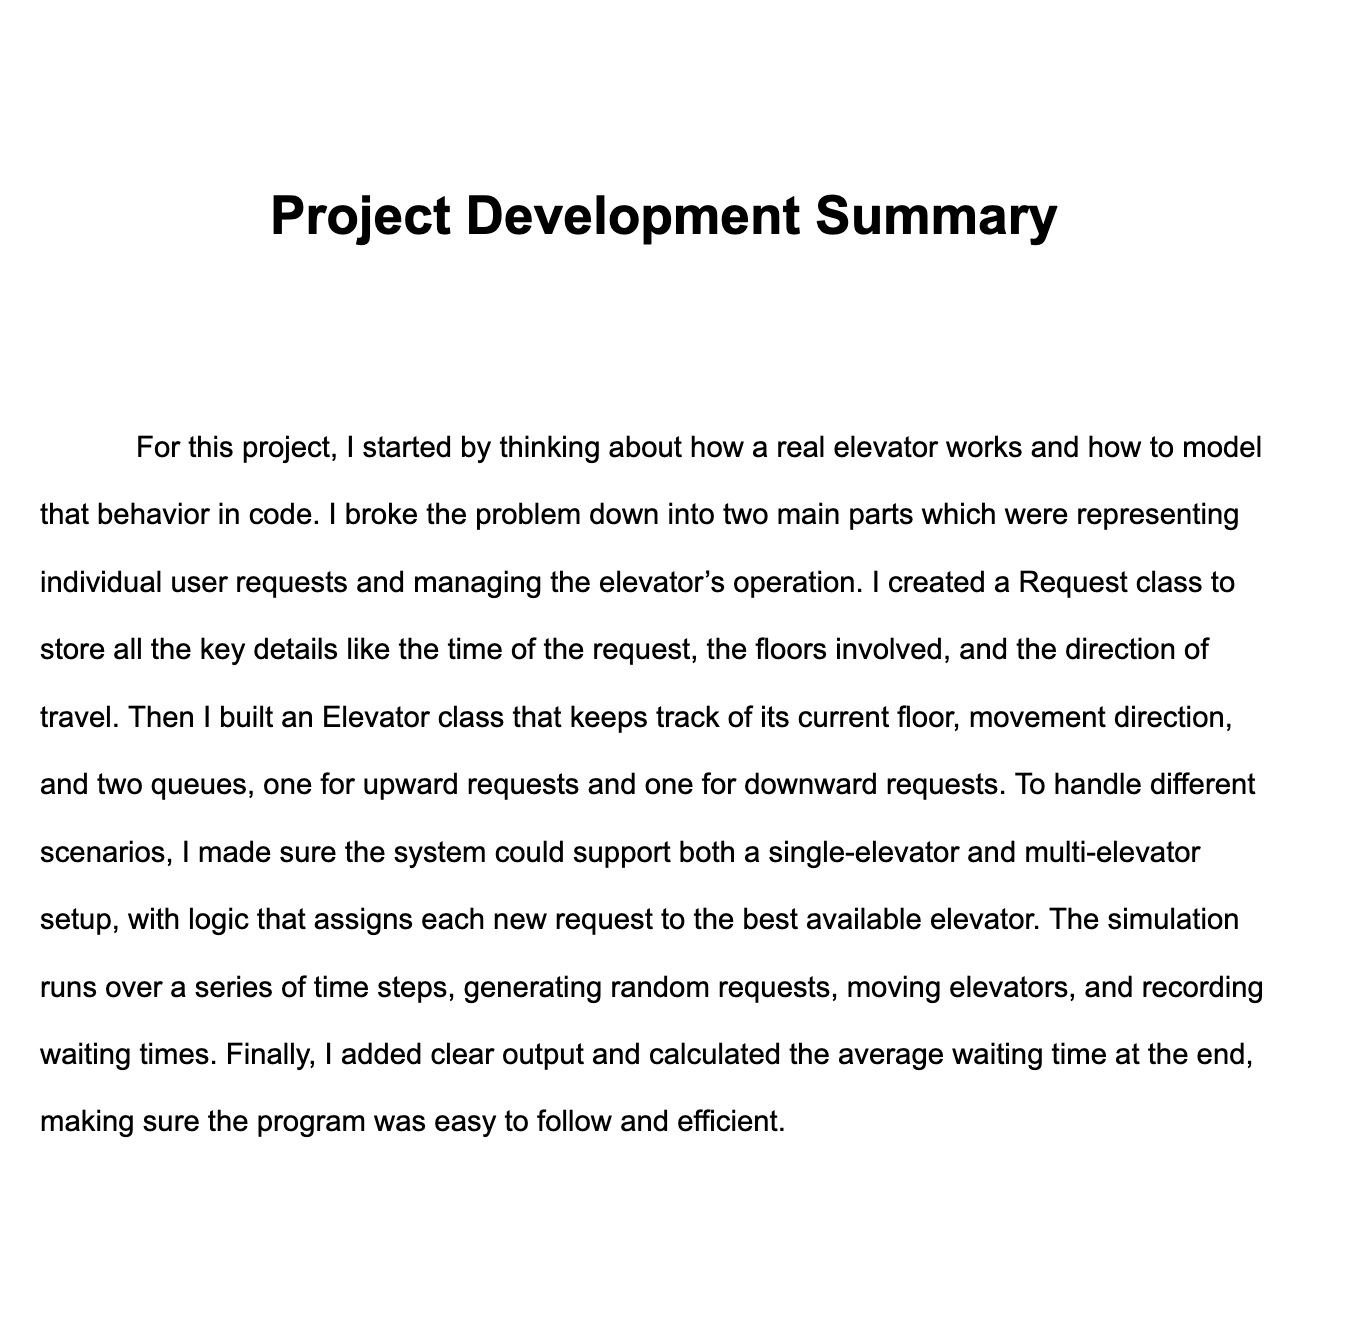 Project Development Summary
For this project, I started by thinking about how a real elevator works and how to model
that behavior in code. I broke the problem down into two main parts which were representing
individual user requests and managing the elevator’s operation. I created a Request class to
store all the key details like the time of the request, the floors involved, and the direction of
travel. Then I built an Elevator class that keeps track of its current floor, movement direction,
and two queues, one for upward requests and one for downward requests. To handle different
scenarios, I made sure the system could support both a single-elevator and multi-elevator
setup, with logic that assigns each new request to the best available elevator. The simulation
runs over a series of time steps, generating random requests, moving elevators, and recording
waiting times. Finally, I added clear output and calculated the average waiting time at the end,
making sure the program was easy to follow and efficient.